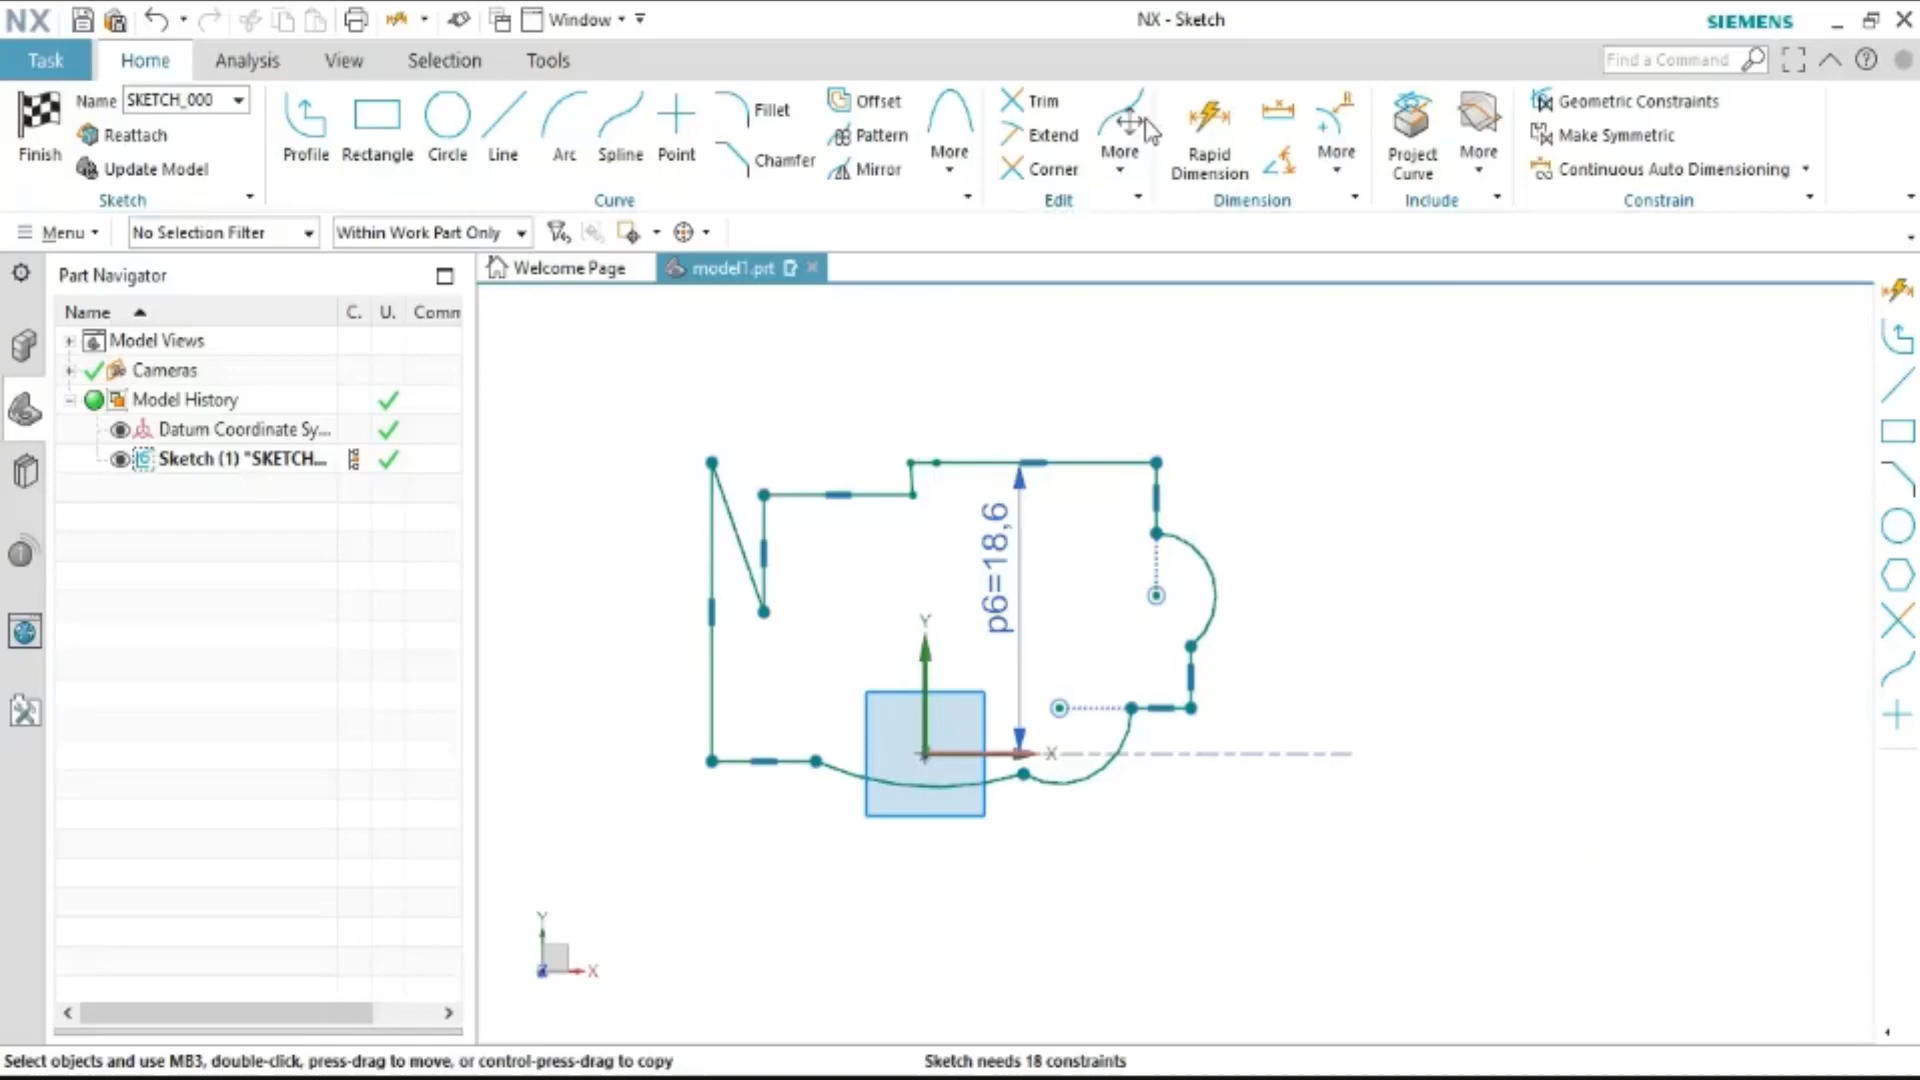 NX
Window
NX - Sketch
SIEMENS
Task
Home
Analysis
View
Selection
Tools
Find a Command
Finish
Name SKETCH_000
Reattach
Update Model
Sketch
Profile
Rectangle
Circle
Line
Arc
Spline
Point
Fillet
Chamfer
Offset
Pattern
Mirror
More
Curve
Trim
Extend
Corner
More
Edit
Rapid
Dimension
More
Dimension
Project
Curve
More
Include
Geometric Constraints
Make Symmetric
Continuous Auto Dimensioning
Constrain
Menu
No Selection Filter
Within Work Part Only
Part Navigator
Welcome Page
model1.prt
Name
C.
U.
Comm
Model Views
Cameras
Model History
Datum Coordinate Sy...
Sketch (1) "SKETCH...
p6=18,6
Y
X
Y
Z
X
Select objects and use MB3, double-click, press-drag to move, or control-press-drag to copy
Sketch needs 18 constraints